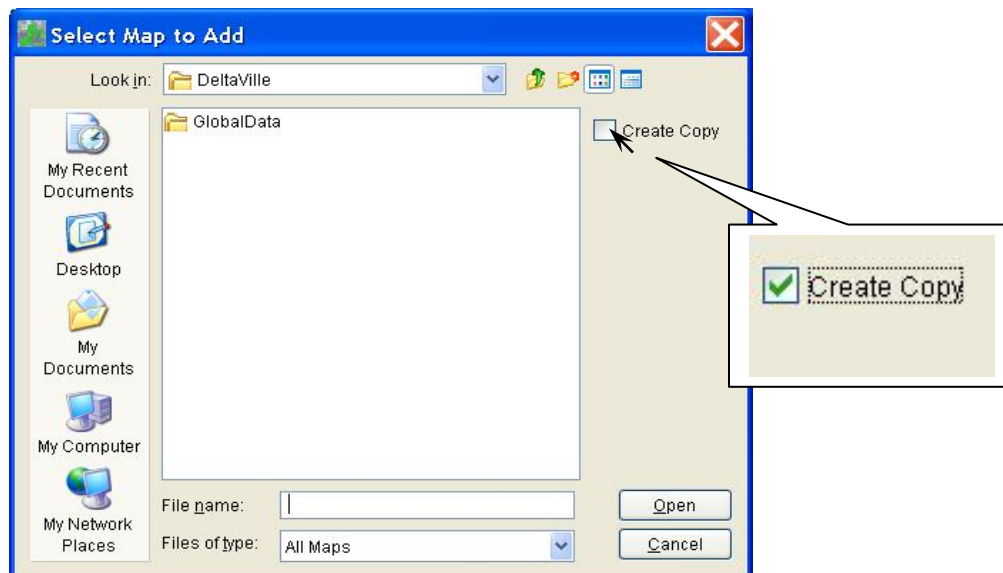 Select Map to Add
Look in:
DeltaVille
GlobalData
Create Copy
My Recent
Documents
Desktop
My
Documents
My Computer
My Network
Places
Create Copy
File name:
Open
Files of type:
All Maps
Cancel